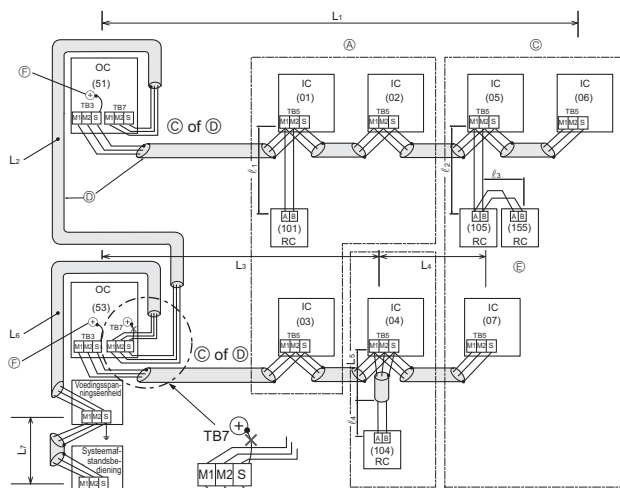 L1
Ⓐ
Ⓒ
Ⓕ
OC
(51)
TB3 TB7
M1 M2 S M1 M2 S
Ⓒ of Ⓓ
IC
(01)
TB5
M1 M2 S
IC
(02)
TB5
M1 M2 S
IC
(05)
TB5
M1 M2 S
IC
(06)
TB5
M1 M2 S
L2
Ⓓ
ℓ1
ℓ2
ℓ3
A B
(101)
RC
A B
(105)
RC
A B
(155)
RC
Ⓔ
L3
L4
OC
(53)
TB3 TB7
M1 M2 S M1 M2 S
Ⓒ of Ⓓ
L6
Ⓕ
IC
(03)
TB5
M1 M2 S
IC
(04)
TB5
M1 M2 S
IC
(07)
TB5
M1 M2 S
L5
ℓ4
A B
(104)
RC
Voedingsspan-
ningseenheid
M1 M2 S
L7
Systeemaf-
standsbe-
diening
M1 M2 S
TB7
M1 M2 S